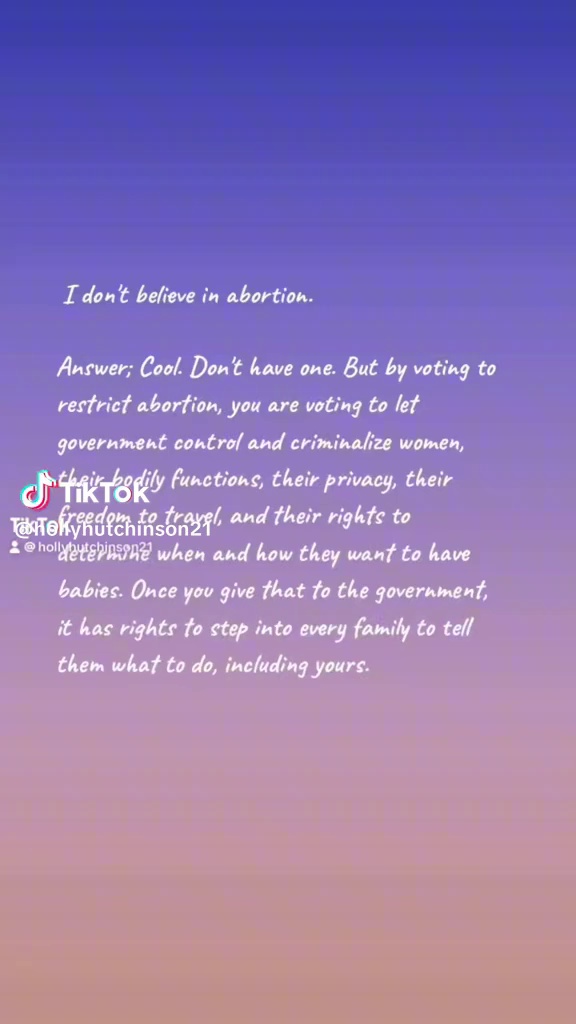 I don't believe in abortion.
Answer; Cool. Don't have one. But by voting to
restrict abortion, you are voting to let
government control and criminalize women,
their bodily functions, their privacy, their
TikTok
freedom to travel, and their rights to
TikTok
@hollyhutchinson21
@hollyhutchinson21
determine when and how they want to have
babies. Once you give that to the government,
it has rights to step into every family to tell
them what to do, including yours.